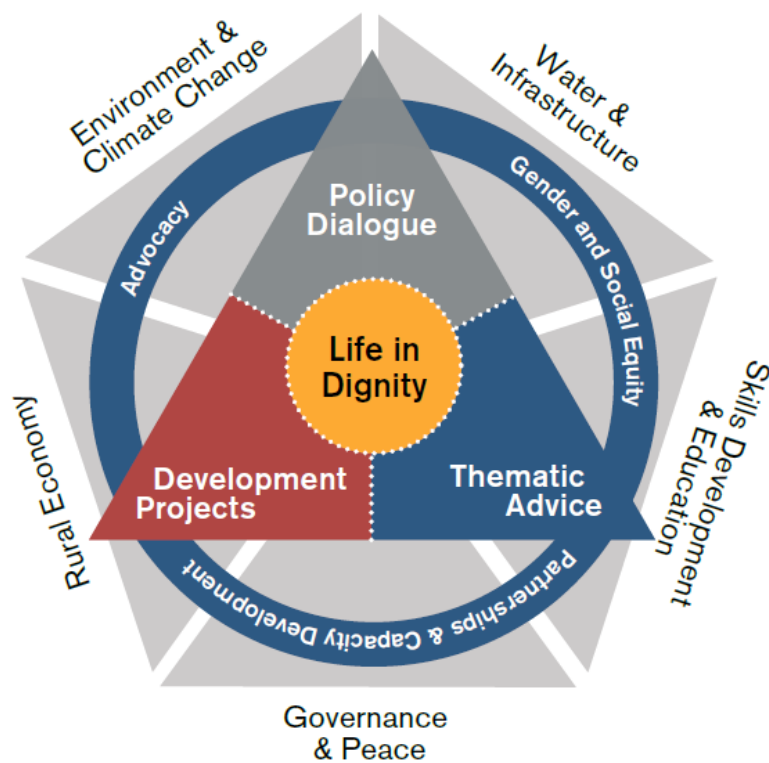 Environment &
Climate Change
Water &
Infrastructure
Policy
Dialogue
Advocacy
Gender and Social Equity
Life in
Dignity
Rural Economy
Skills Development
& Education
Development
Projects
Thematic
Advice
Partnerships & Capacity Development
Governance
& Peace